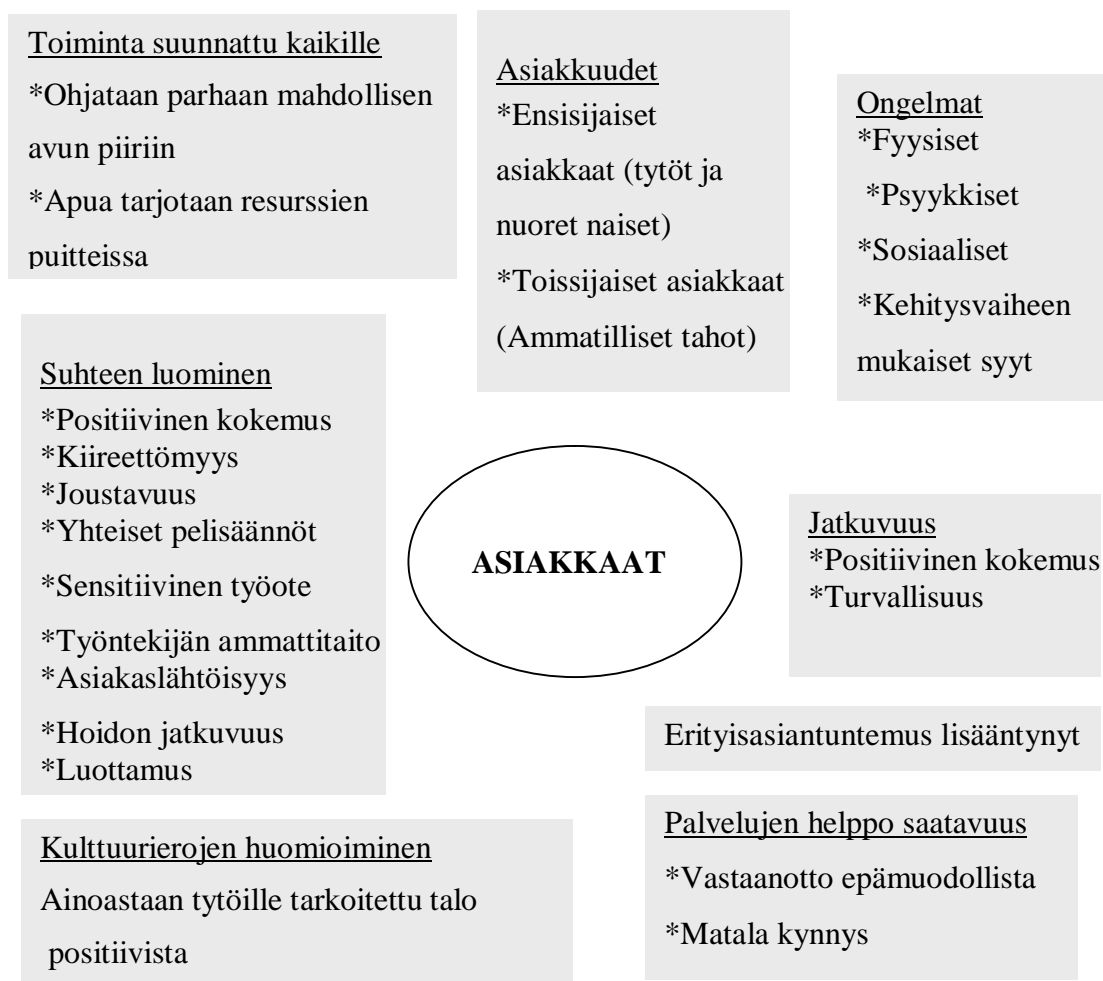 Toiminta suunnattu kaikille
*Ohjataan parhaan mahdollisen
avun piiriin
*Apua tarjotaan resurssien
puitteissa
Asiakkuudet
*Ensisijaiset
asiakkaat (tytöt ja
nuoret naiset)
*Toissijaiset asiakkaat
(Ammatilliset tahot)
Ongelmat
*Fyysiset
*Psyykkiset
*Sosiaaliset
*Kehitysvaiheen
mukaiset syyt
Suhteen luominen
*Positiivinen kokemus
*Kiireettömyys
*Joustavuus
*Yhteiset pelisäännöt
*Sensitiivinen työote
*Työntekijän ammattitaito
*Asiakaslähtöisyys
*Hoidon jatkuvuus
*Luottamus
ASIAKKAAT
Jatkuvuus
*Positiivinen kokemus
*Turvallisuus
Erityisasiantuntemus lisääntynyt
Palvelujen helppo saatavuus
*Vastaanotto epämuodollista
*Matala kynnys
Kulttuurierojen huomioiminen
Ainoastaan tytöille tarkoitettu talo
positiivista